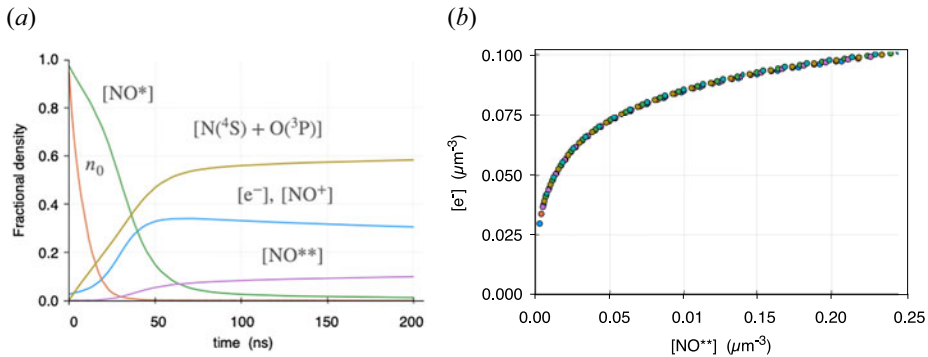 (a)
1.0
0.8
0.6
0.4
0.2
0.0
Fractional density
[NO*]
n₀
[N(⁴S) + O(³P)]
[e⁻], [NO⁺]
[NO**]
0
50
100
150
200
time (ns)
(b)
0.100
0.075
0.050
0.025
0.000
[e⁻] (µm⁻³)
0.00
0.05
0.01
0.15
0.20
0.25
[NO**] (µm⁻³)